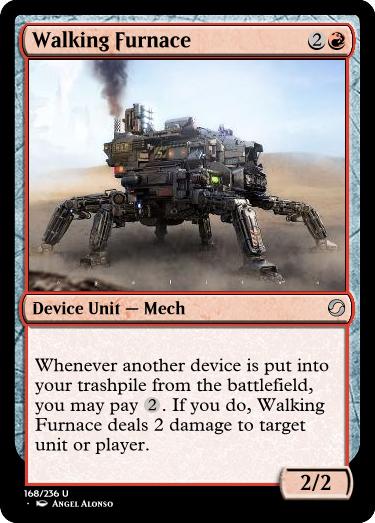 Walking Furnace 2
Device Unit — Mech
Whenever another device is put into
your trashpile from the battlefield,
you may pay 2. If you do, Walking
Furnace deals 2 damage to target
unit or player.
2/2
168/236 U
· Angel Alonso